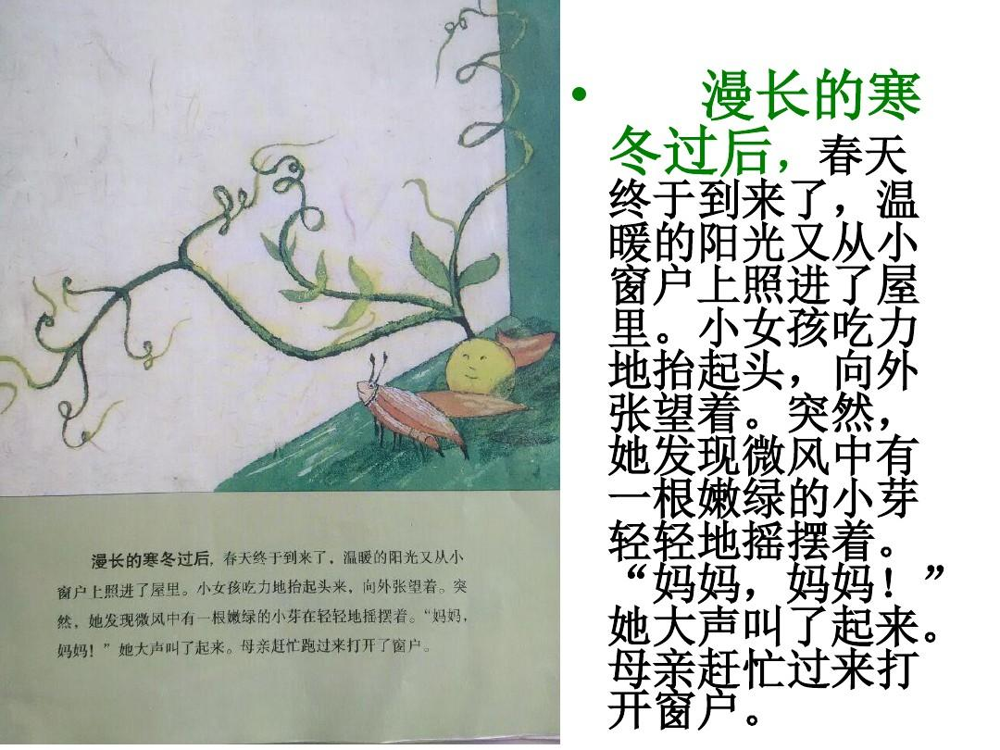 漫长的寒冬过后，春天终于到来了，温暖的阳光又从小
窗户上照进了屋里。小女孩吃力地抬起头来，向外张望着。突
然，她发现微风中有一根嫩绿的小芽在轻轻地摇摆着。“妈妈，
妈妈！”她大声叫了起来。母亲赶忙跑过来打开了窗户。
• 漫长的寒
冬过后，春天
终于到来了，温
暖的阳光又从小
窗户上照进了屋
里。小女孩吃力
地抬起头，向外
张望着。突然，
她发现微风中有
一根嫩绿的小芽
轻轻地摇摆着。
“妈妈，妈妈！”
她大声叫了起来。
母亲赶忙过来打
开窗户。